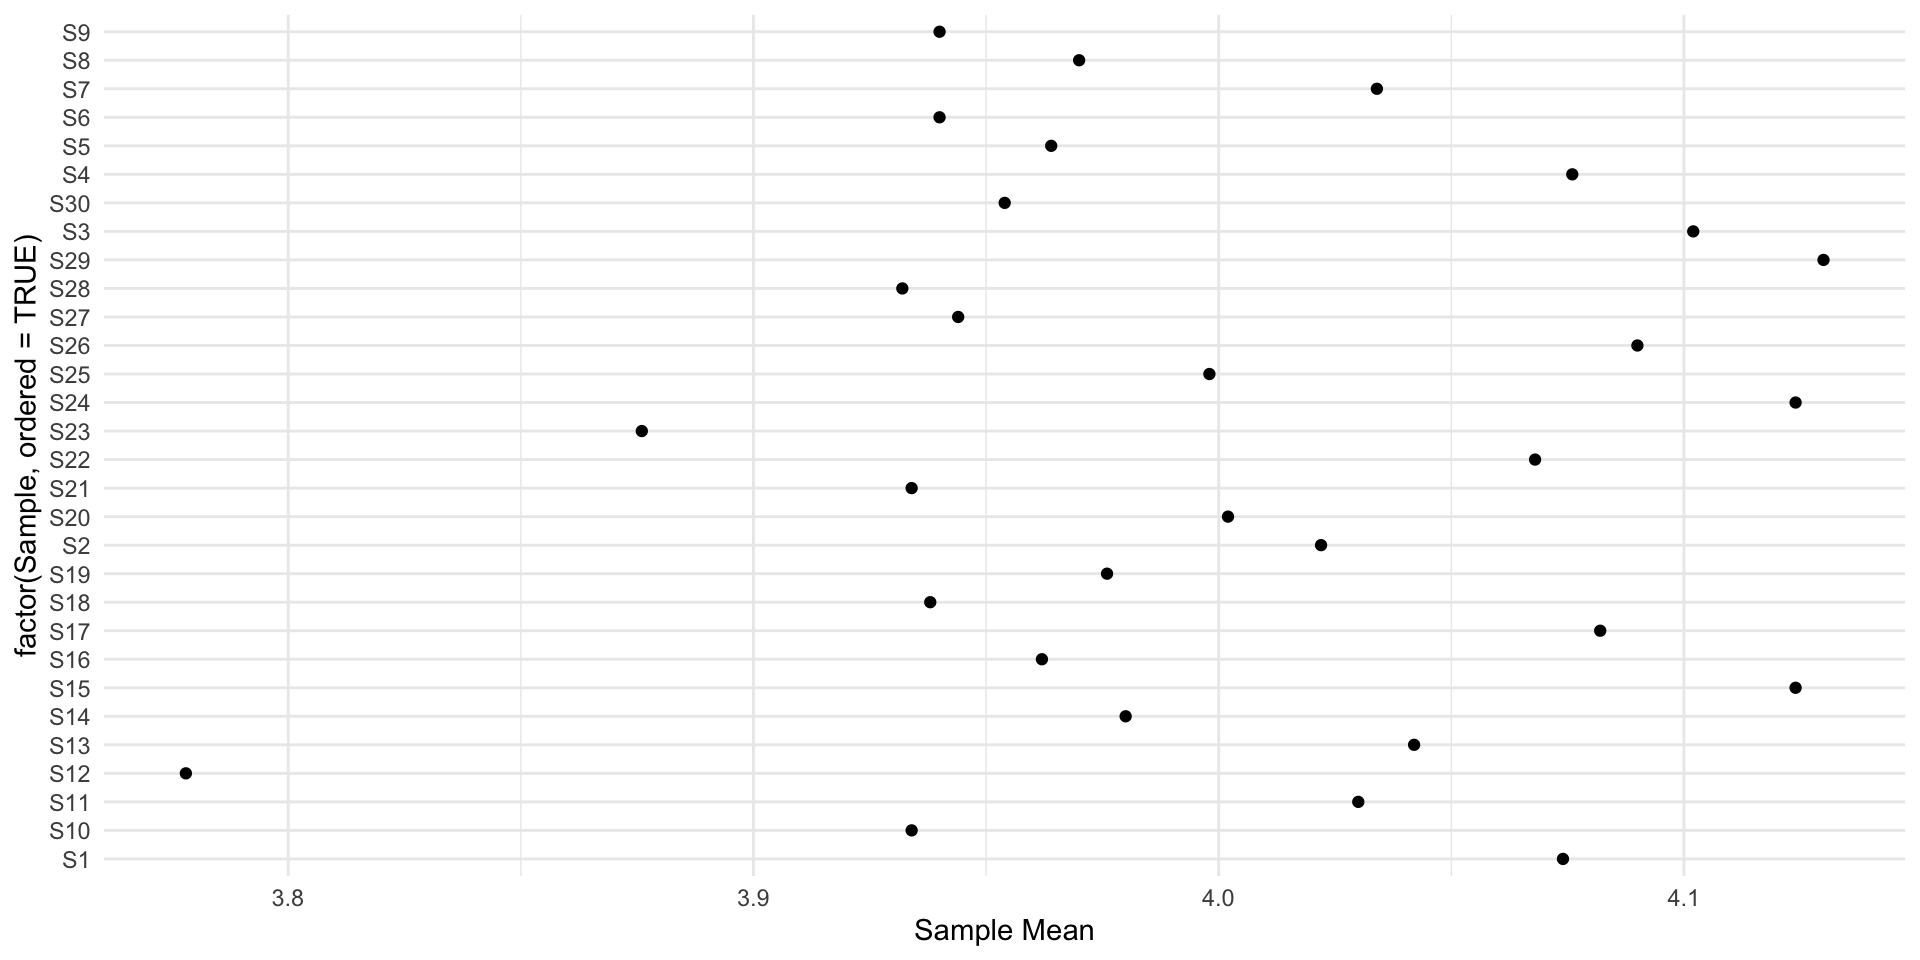 S9
S8
S7
S6
S5
S4
S30
S3
S29
S28
S27
S26
S25
S24
S23
S22
S21
S20
S2
S19
S18
S17
S16
S15
S14
S13
S12
S11
S10
S1
factor(Sample, ordered = TRUE)
3.8 3.9 4.0 4.1
Sample Mean